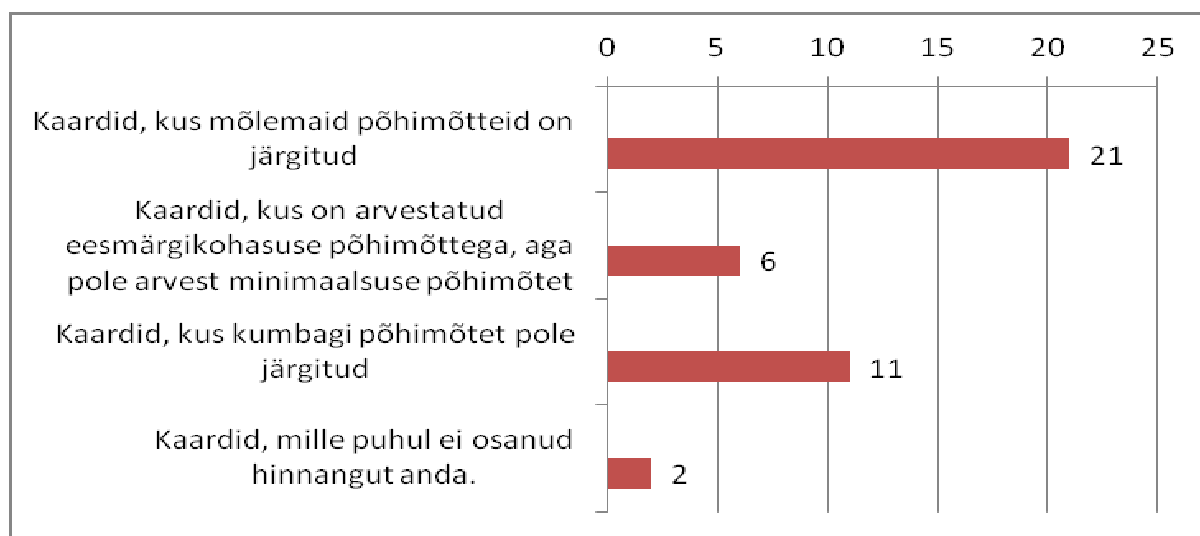 0 5 10 15 20 25
Kaardid, kus mõlemaid põhimõtteid on
järgitud
21
Kaardid, kus on arvestatud
eesmärgikohasuse põhimõttega, aga
pole arvest minimaalsuse põhimõtet
6
Kaardid, kus kumbagi põhimõtet pole
järgitud
11
Kaardid, mille puhul ei osanud
hinnangut anda.
2